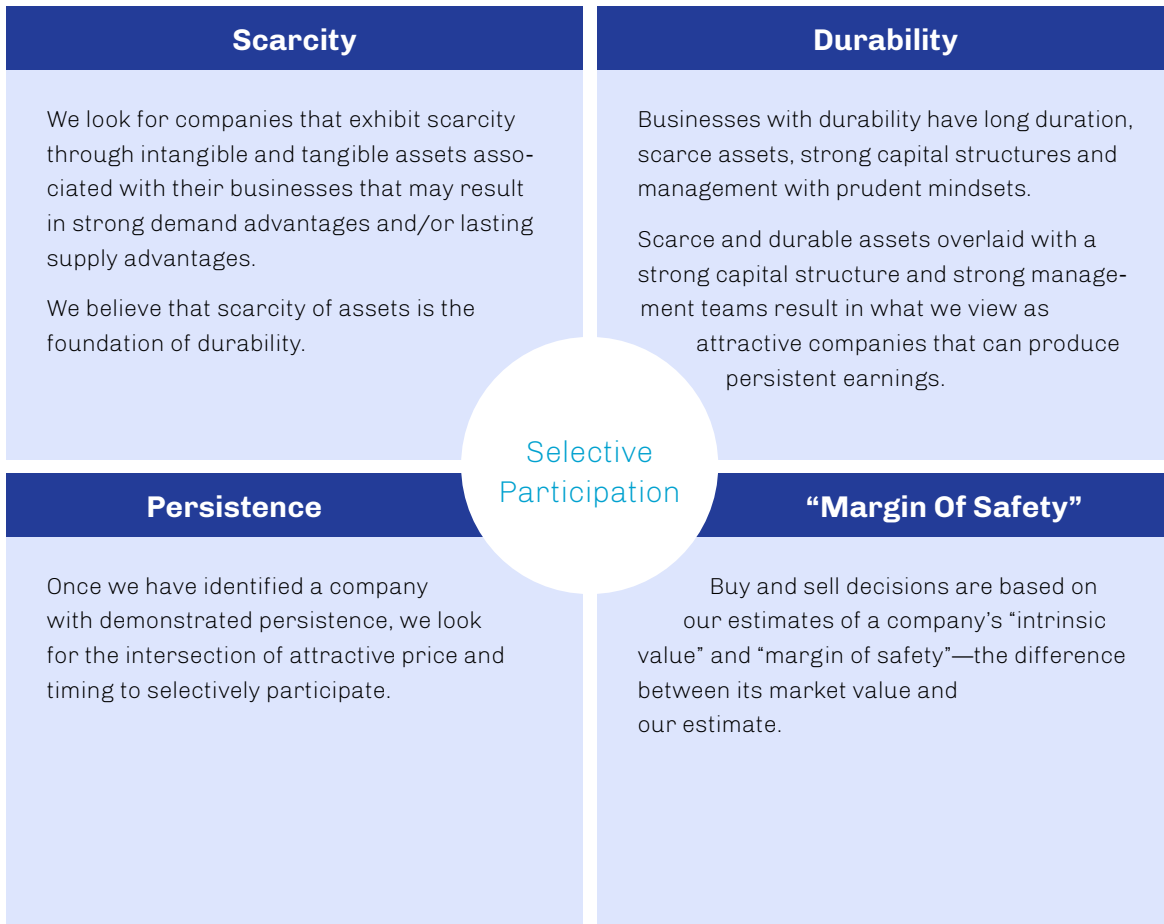 Scarcity
We look for companies that exhibit scarcity
through intangible and tangible assets asso-
ciated with their businesses that may result
in strong demand advantages and/or lasting
supply advantages.
We believe that scarcity of assets is the
foundation of durability.
Durability
Businesses with durability have long duration,
scarce assets, strong capital structures and
management with prudent mindsets.
Scarce and durable assets overlaid with a
strong capital structure and strong manage-
ment teams result in what we view as
attractive companies that can produce
persistent earnings.
Selective
Participation
Persistence
Once we have identified a company
with demonstrated persistence, we look
for the intersection of attractive price and
timing to selectively participate.
“Margin Of Safety”
Buy and sell decisions are based on
our estimates of a company’s “intrinsic
value” and “margin of safety”—the difference
between its market value and
our estimate.